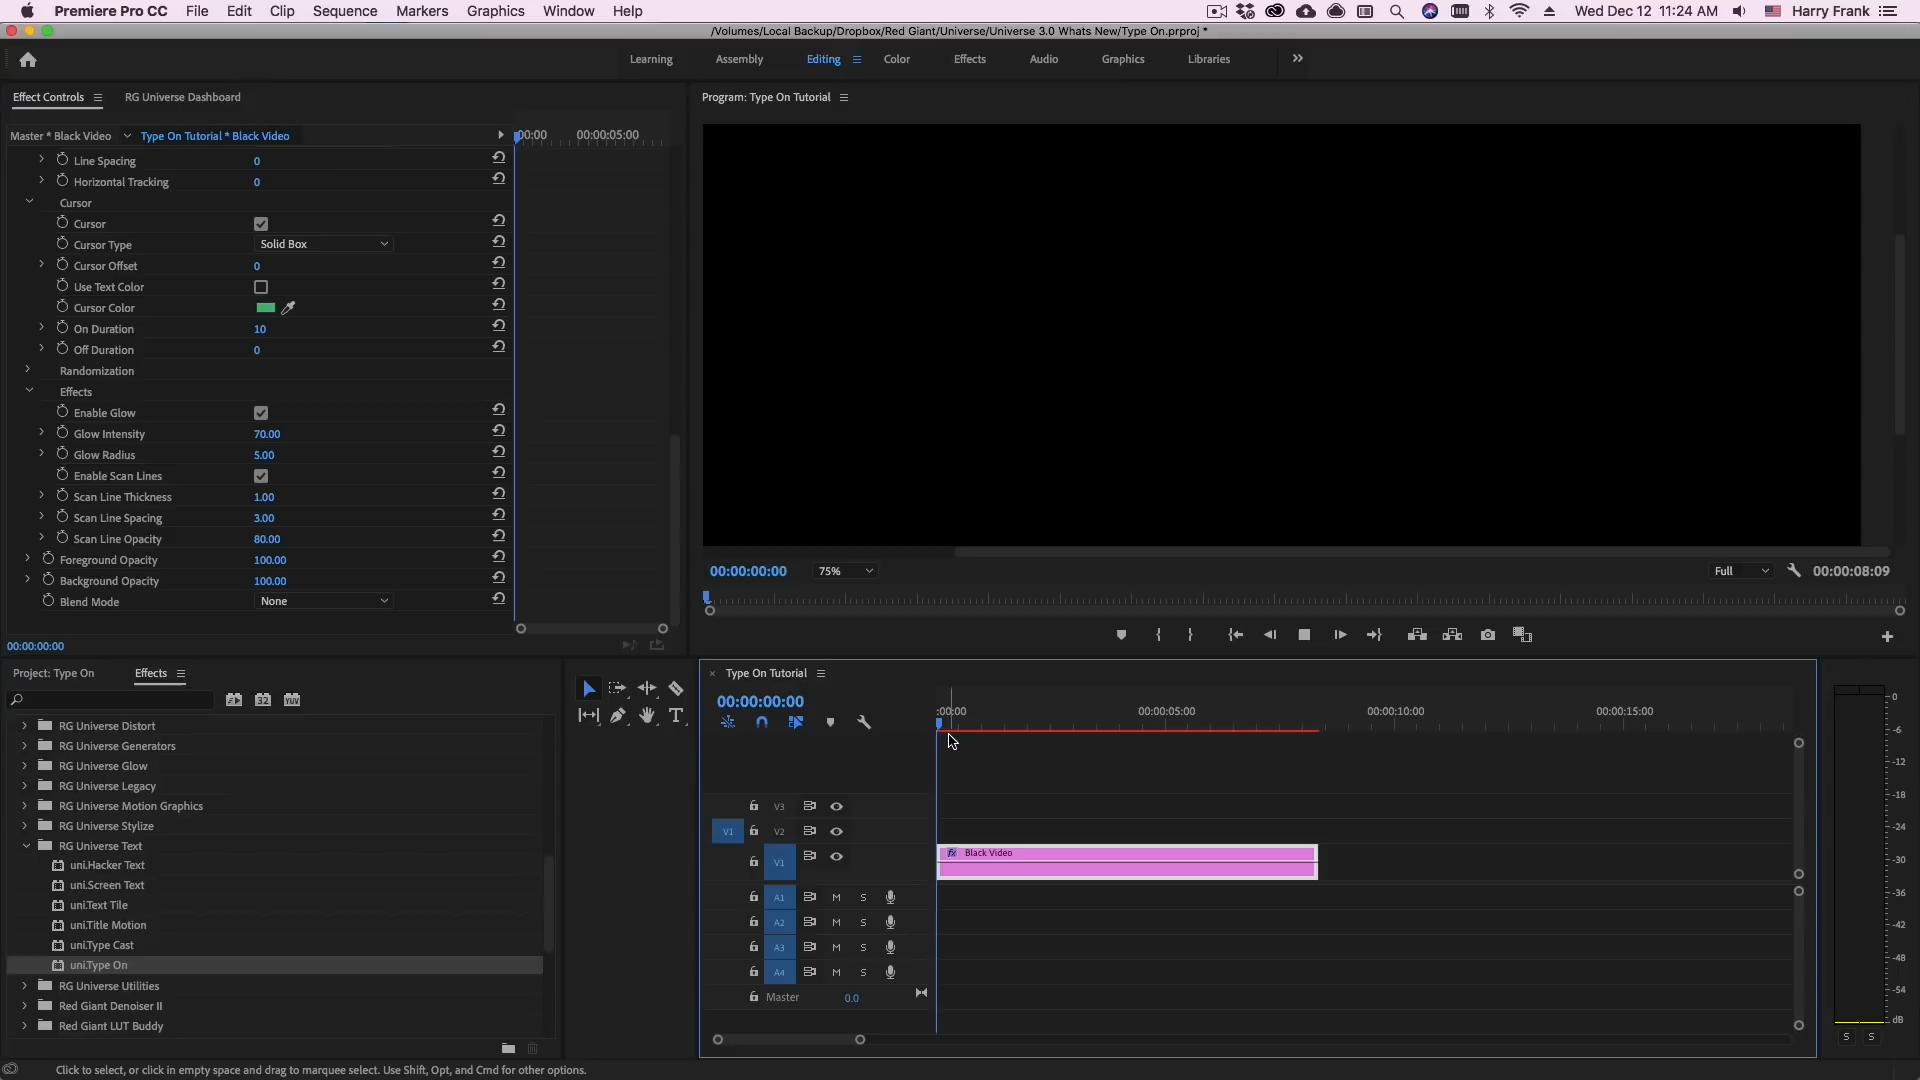 Premiere Pro CC File Edit Clip Sequence Markers Graphics Window Help Wed Dec 12 11:24 AM Harry Frank
/Volumes/Local Backup/Dropbox/Red Giant/Universe/Universe 3.0 Whats New/Type On.prproj *
Learning Assembly Editing Color Effects Audio Graphics Libraries
Effect Controls RG Universe Dashboard
Program: Type On Tutorial
Master * Black Video Type On Tutorial * Black Video
00:00 00:00:05:00
Line Spacing 0
Horizontal Tracking 0
Cursor
Cursor
Cursor Type Solid Box
Cursor Offset 0
Use Text Color
Cursor Color
On Duration 10
Off Duration 0
Randomization
Effects
Enable Glow
Glow Intensity 70.00
Glow Radius 5.00
Enable Scan Lines
Scan Line Thickness 1.00
Scan Line Spacing 3.00
Scan Line Opacity 80.00
Foreground Opacity 100.00
Background Opacity 100.00
Blend Mode None
00:00:00:00
00:00:00:00 75% Full 00:00:08:09
Project: Type On Effects
32 YUV
RG Universe Distort
RG Universe Generators
RG Universe Glow
RG Universe Legacy
RG Universe Motion Graphics
RG Universe Stylize
RG Universe Text
uni.Hacker Text
uni.Screen Text
uni.Text Tile
uni.Title Motion
uni.Type Cast
uni.Type On
RG Universe Utilities
Red Giant Denoiser II
Red Giant LUT Buddy
T
× Type On Tutorial
00:00:00:00
:00:00 00:00:05:00 00:00:10:00 00:00:15:00
V3
V1 V2
V1 fx Black Video
A1 M S
A2 M S
A3 M S
A4 M S
Master 0.0
0
-6
-12
-18
-24
-30
-36
-42
-48
-54
dB
S S
Click to select, or click in empty space and drag to marquee select. Use Shift, Opt, and Cmd for other options.